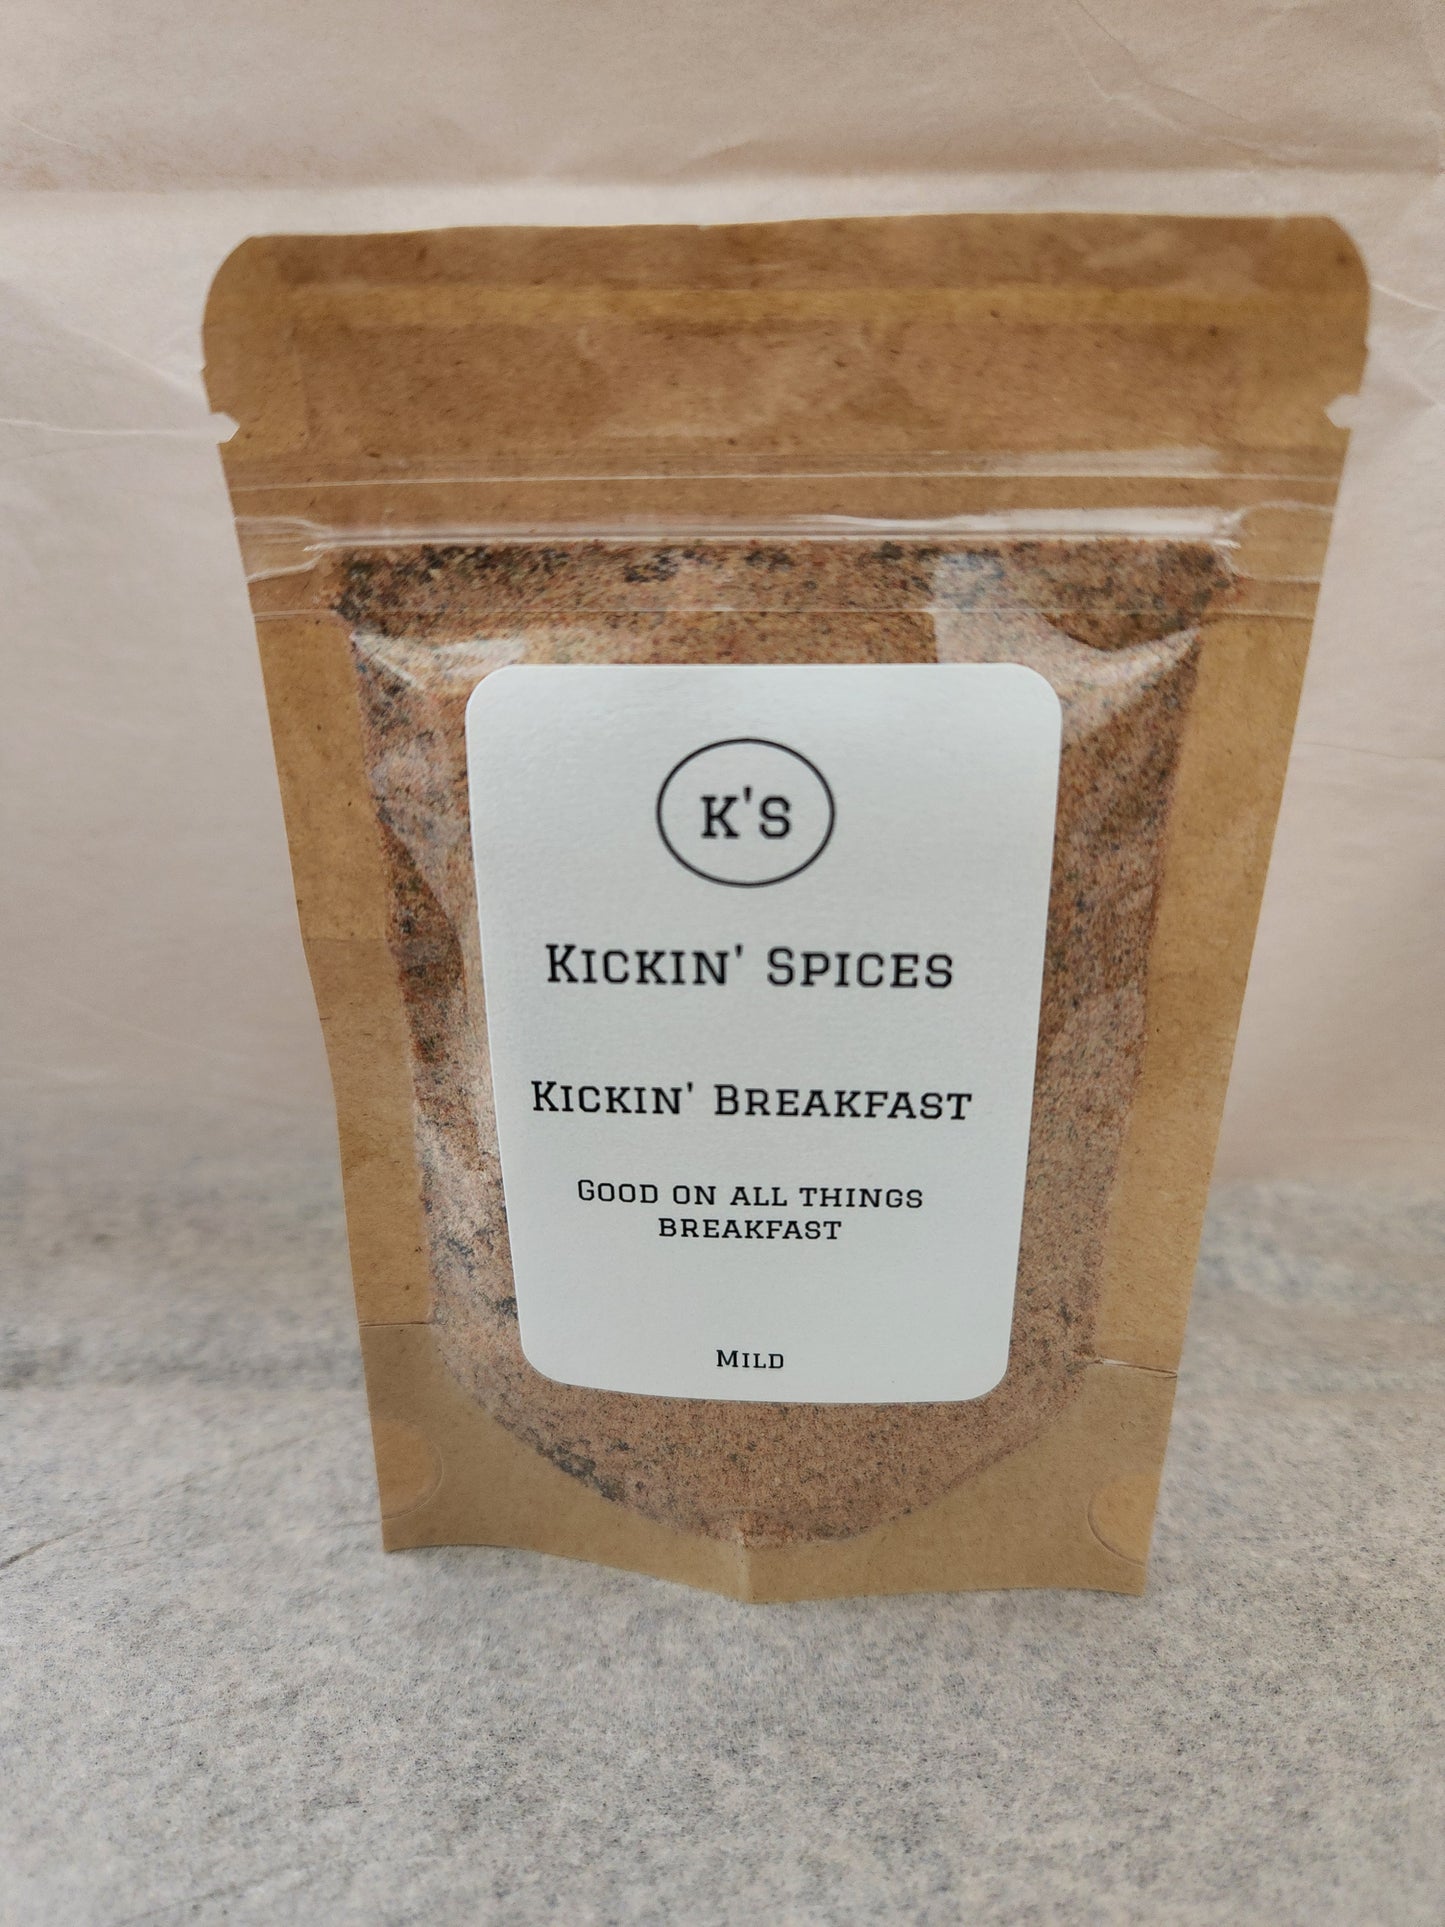 K'S
Kickin' Spices
Kickin' Breakfast
Good on all things
breakfast
Mild